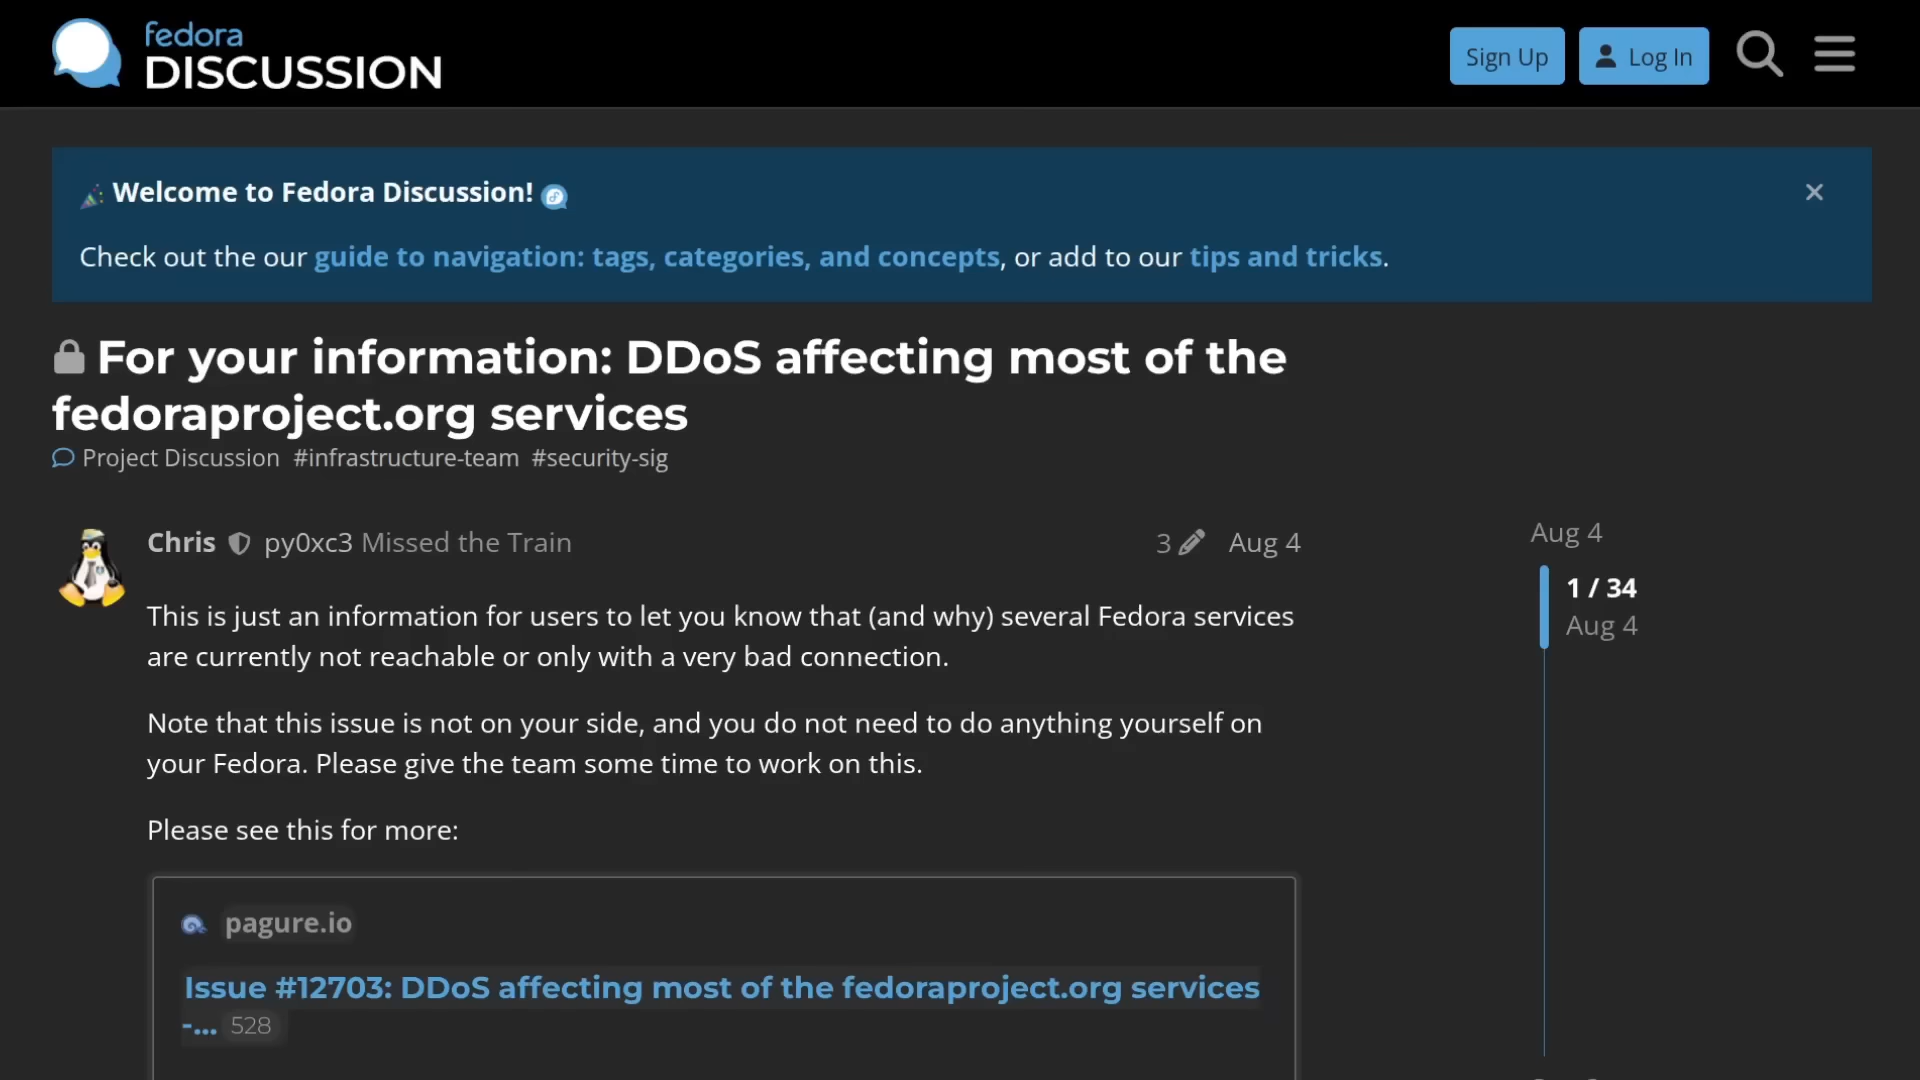 fedora
DISCUSSION
Sign Up
Log In
Welcome to Fedora Discussion!
Check out the our guide to navigation: tags, categories, and concepts, or add to our tips and tricks.
For your information: DDoS affecting most of the
fedoraproject.org services
Project Discussion #infrastructure-team #security-sig
Chris py0xc3 Missed the Train 3 Aug 4
Aug 4
1 / 34
Aug 4
This is just an information for users to let you know that (and why) several Fedora services
are currently not reachable or only with a very bad connection.
Note that this issue is not on your side, and you do not need to do anything yourself on
your Fedora. Please give the team some time to work on this.
Please see this for more:
pagure.io
Issue #12703: DDoS affecting most of the fedoraproject.org services
-... 528